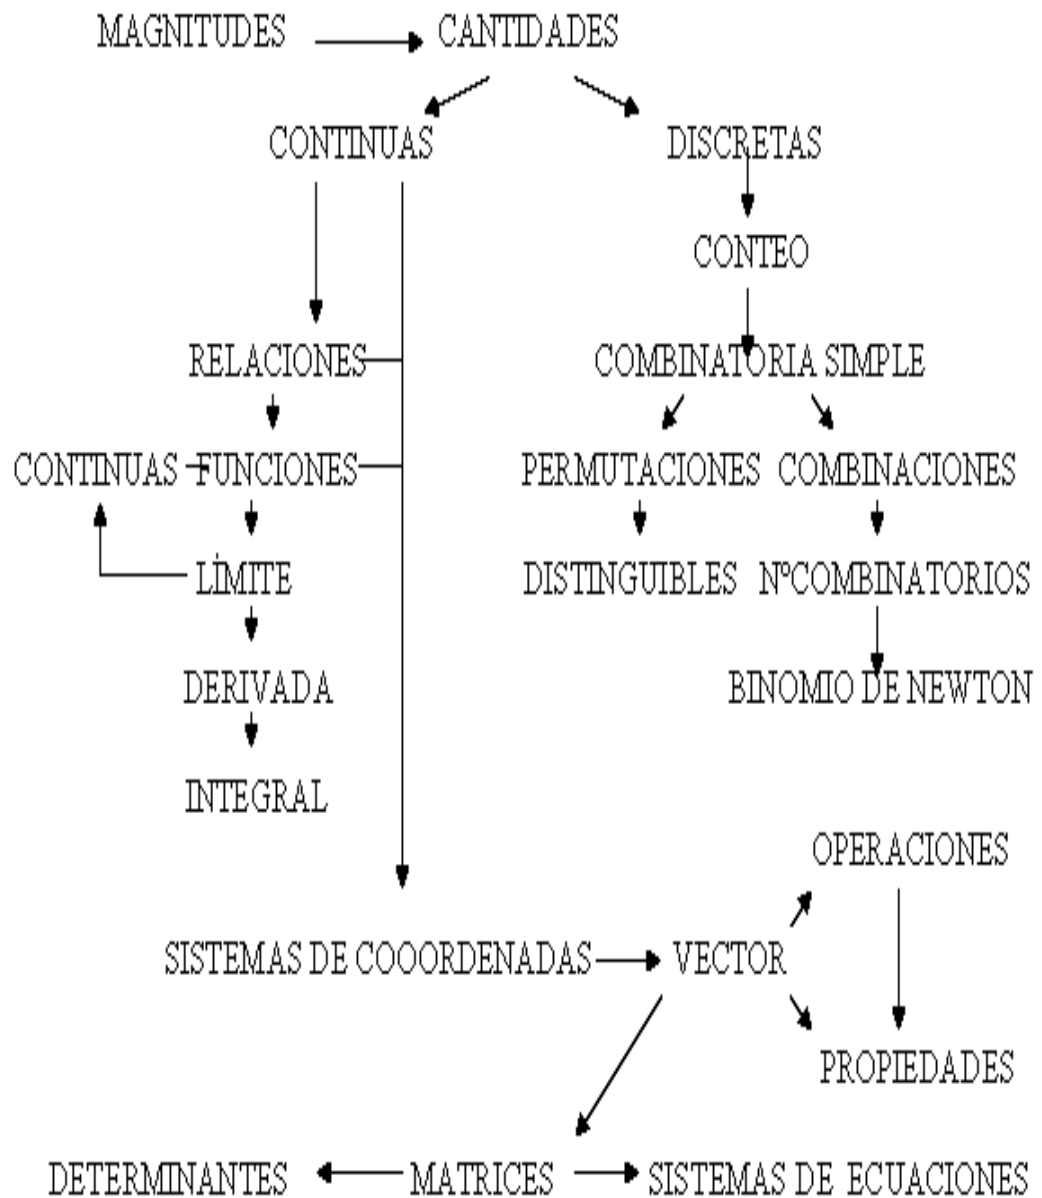 MAGNITUDES CANTIDADES
CONTINUAS DISCRETAS
CONTEO
RELACIONES COMBINATORIA SIMPLE
CONTINUAS FUNCIONES PERMUTACIONES COMBINACIONES
LÍMITE DISTINGUIBLES NºCOMBINATORIOS
DERIVADA BINOMIO DE NEWTON
INTEGRAL
OPERACIONES
SISTEMAS DE COOORDENADAS VECTOR
PROPIEDADES
DETERMINANTES MATRICES SISTEMAS DE ECUACIONES